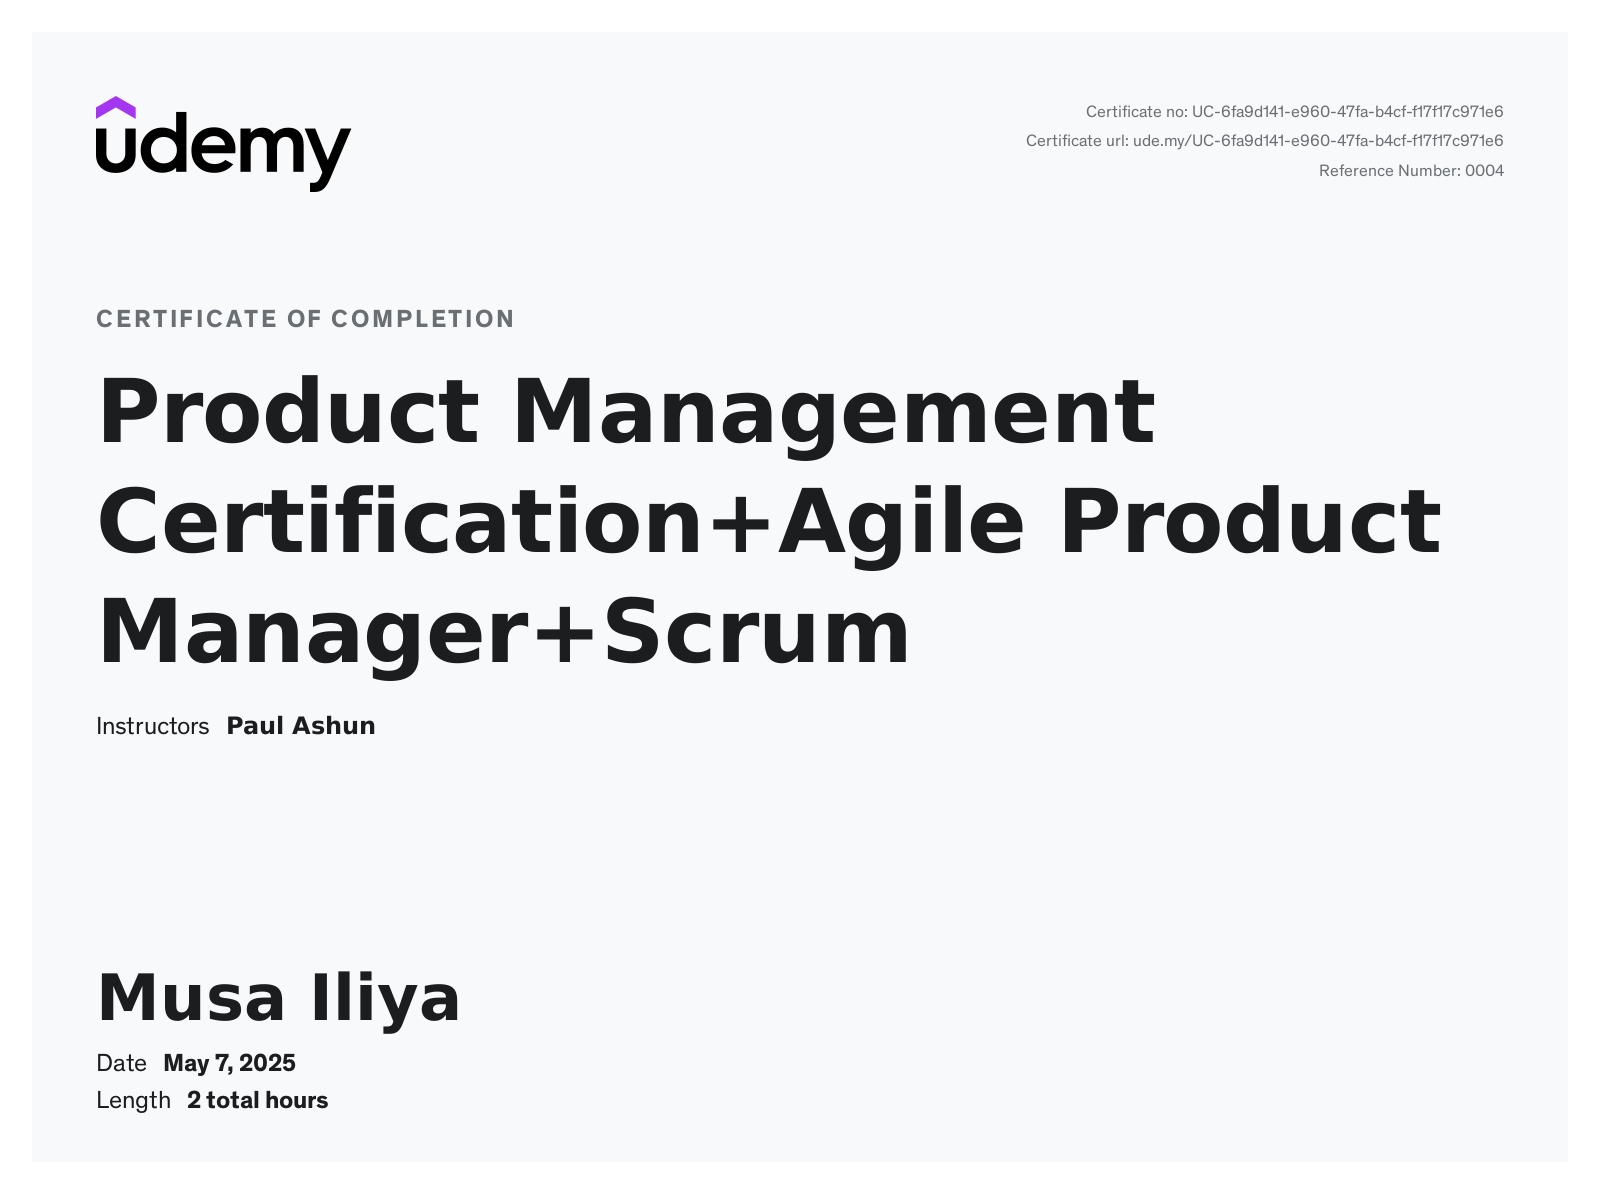 udemy
Certificate no: UC-6fa9d141-e960-47fa-b4cf-f17f17c971e6
Certificate url: ude.my/UC-6fa9d141-e960-47fa-b4cf-f17f17c971e6
Reference Number: 0004
CERTIFICATE OF COMPLETION
Product Management
Certification+Agile Product
Manager+Scrum
Instructors Paul Ashun
Musa Iliya
Date May 7, 2025
Length 2 total hours